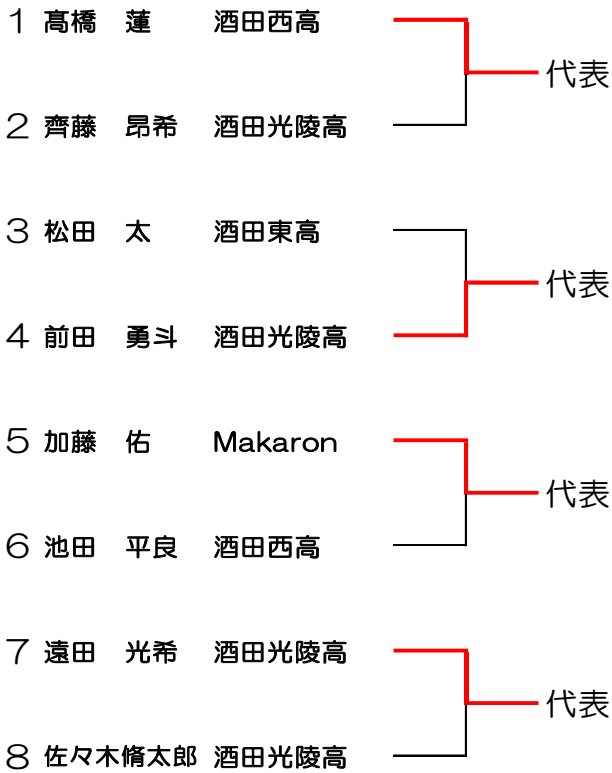 1 髙橋 蓮 酒田西高
代表
2 齊藤 昂希 酒田光陵高
3 松田 太 酒田東高
代表
4 前田 勇斗 酒田光陵高
5 加藤 佑 Makaron
代表
6 池田 平良 酒田西高
7 遠田 光希 酒田光陵高
代表
8 佐々木脩太郎 酒田光陵高